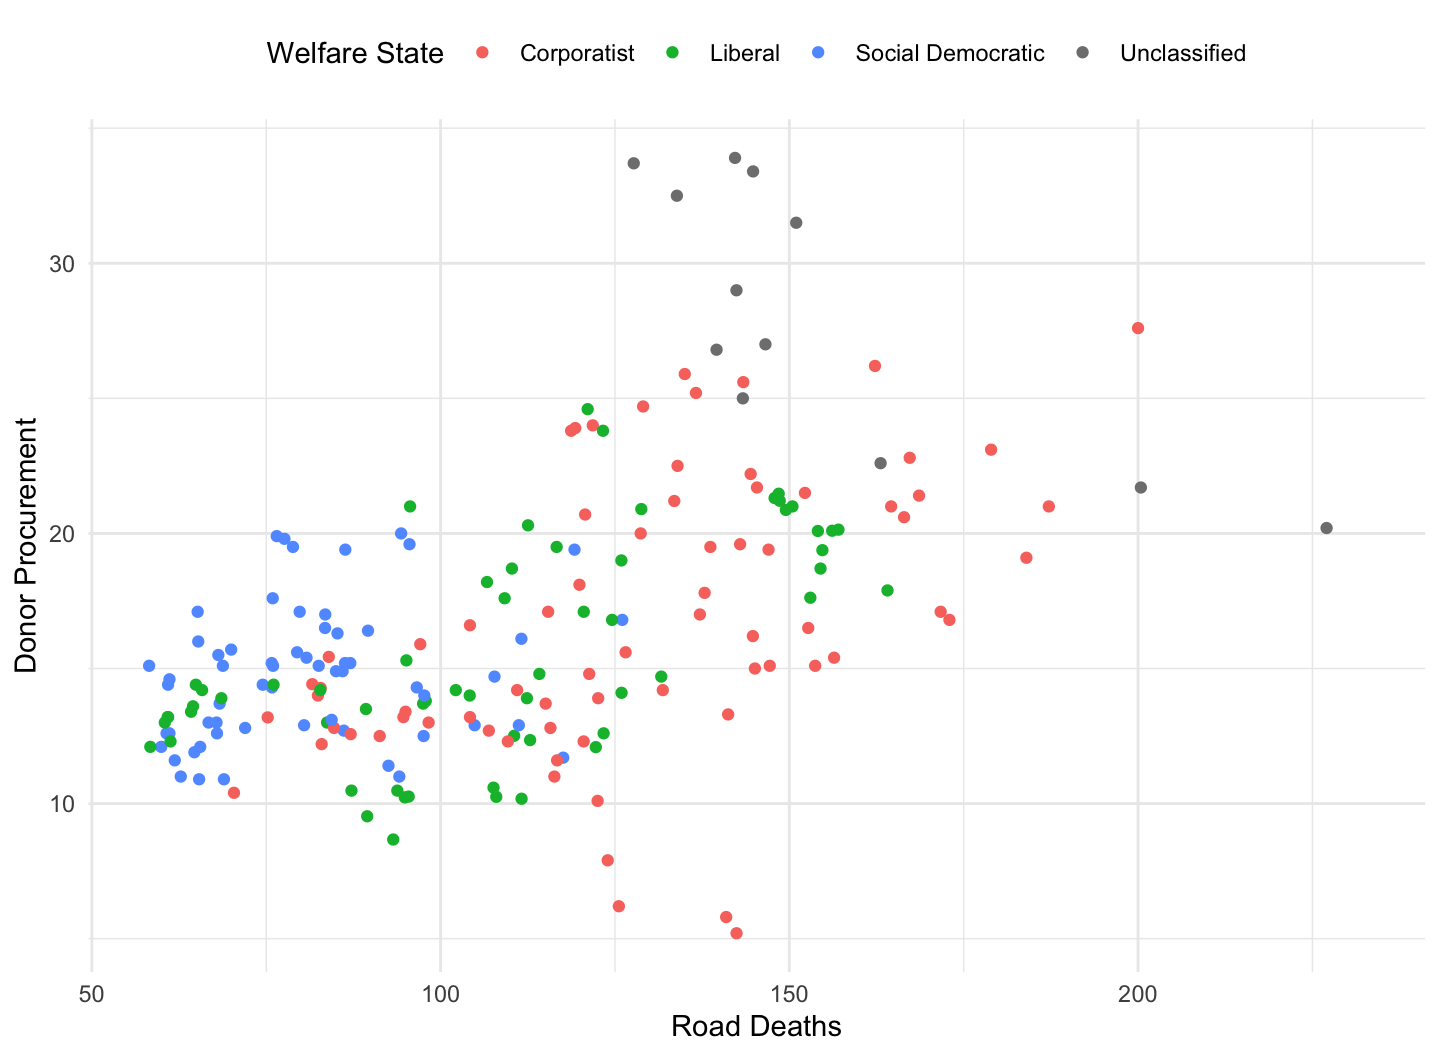 Welfare State Corporatist Liberal Social Democratic Unclassified
30
20
10
Donor Procurement
50 100 150 200
Road Deaths